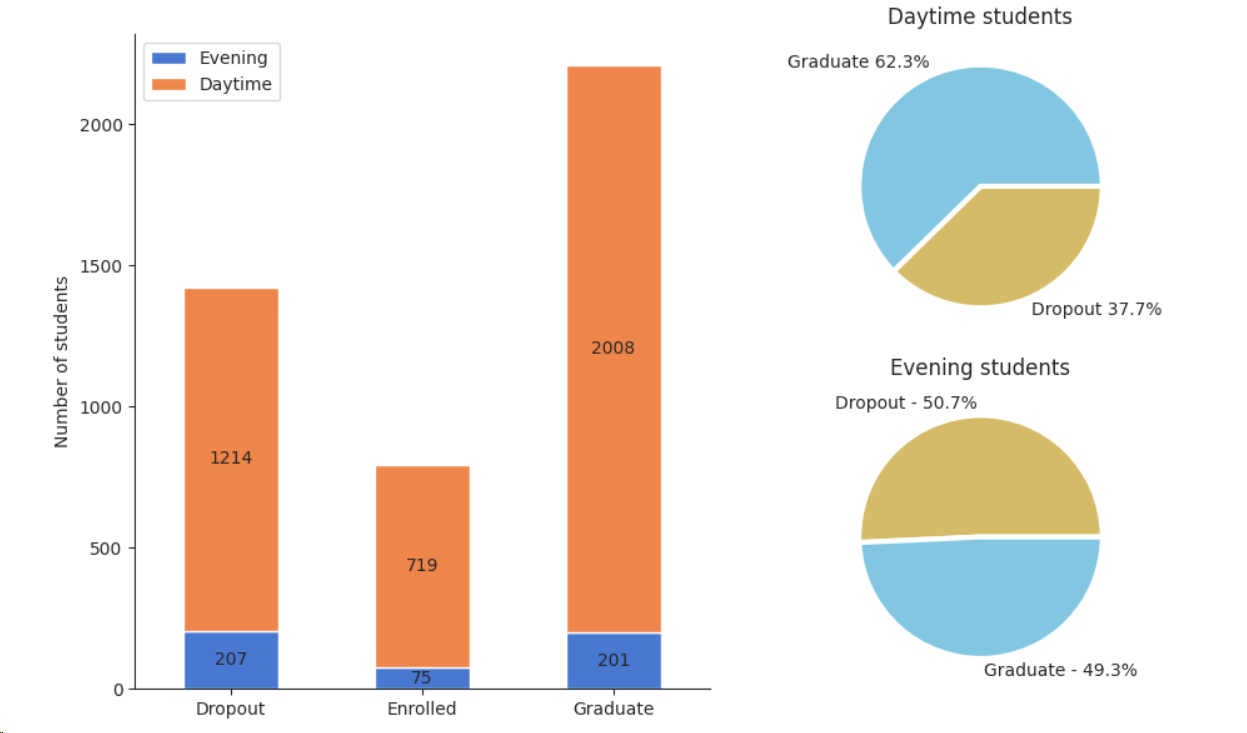 Evening
Daytime
2000
1500
1000
500
0
Number of students
1214
207
719
75
2008
201
Dropout
Enrolled
Graduate
Daytime students
Graduate 62.3%
Dropout 37.7%
Evening students
Dropout - 50.7%
Graduate - 49.3%